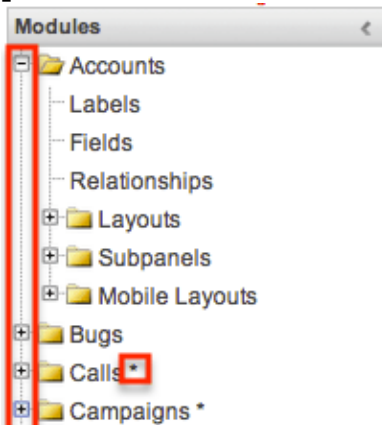 Modules
Accounts
Labels
Fields
Relationships
Layouts
Subpanels
Mobile Layouts
Bugs
Calls *
Campaigns *